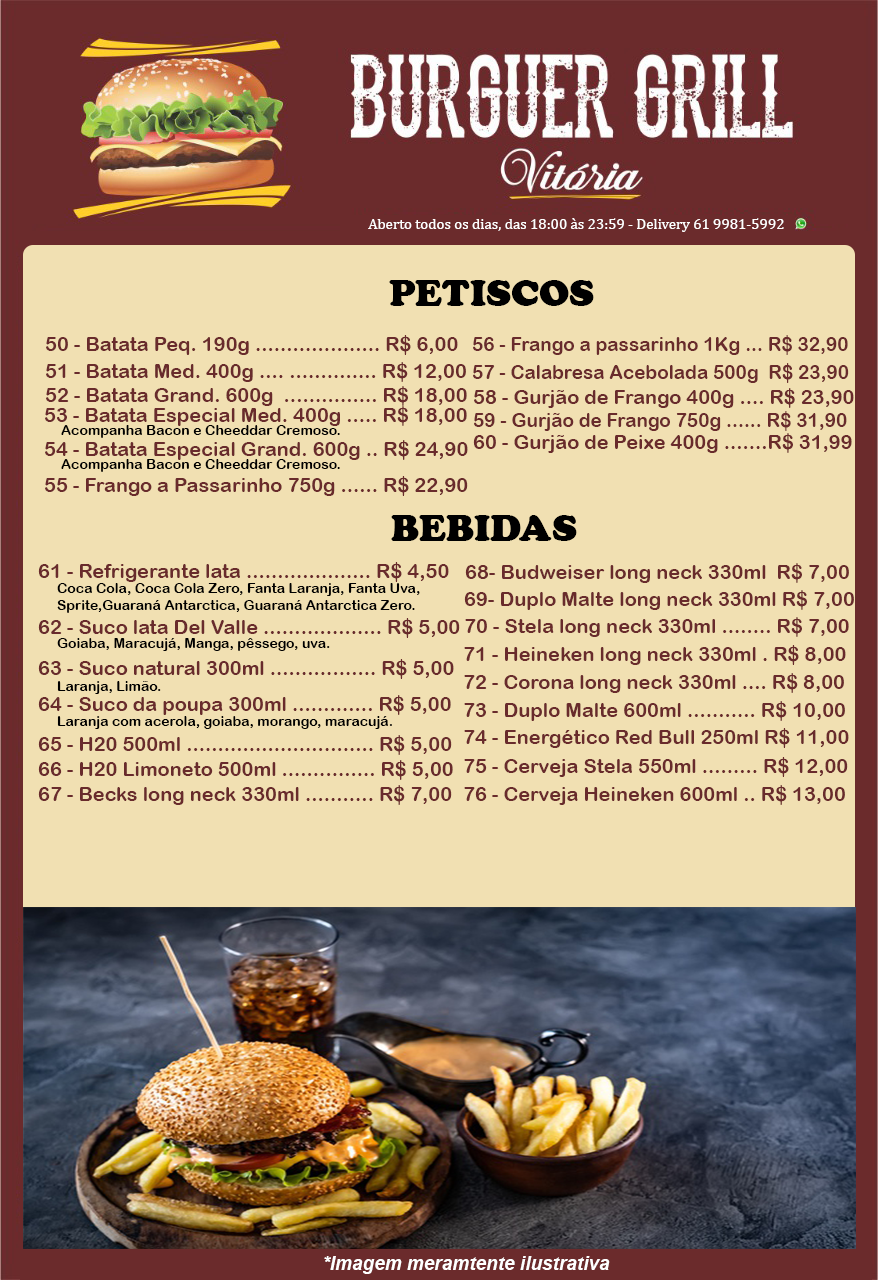 BURGUER GRILL
Vitória
Aberto todos os dias, das 18:00 às 23:59 - Delivery 61 9981-5992
PETISCOS
50 - Batata Peq. 190g .................... R$ 6,00
51 - Batata Med. 400g .... .............. R$ 12,00
52 - Batata Grand. 600g ............... R$ 18,00
53 - Batata Especial Med. 400g ..... R$ 18,00
Acompanha Bacon e Cheeddar Cremoso.
54 - Batata Especial Grand. 600g .. R$ 24,90
Acompanha Bacon e Cheeddar Cremoso.
55 - Frango a Passarinho 750g ...... R$ 22,90
56 - Frango a passarinho 1Kg ... R$ 32,90
57 - Calabresa Acebolada 500g R$ 23,90
58 - Gurjão de Frango 400g .... R$ 23,90
59 - Gurjão de Frango 750g ...... R$ 31,90
60 - Gurjão de Peixe 400g .......R$ 31,99
BEBIDAS
61 - Refrigerante lata .................... R$ 4,50
Coca Cola, Coca Cola Zero, Fanta Laranja, Fanta Uva,
Sprite,Guaraná Antarctica, Guaraná Antarctica Zero.
62 - Suco lata Del Valle ................... R$ 5,00
Goiaba, Maracujá, Manga, pêssego, uva.
63 - Suco natural 300ml ................. R$ 5,00
Laranja, Limão.
64 - Suco da poupa 300ml ............. R$ 5,00
Laranja com acerola, goiaba, morango, maracujá.
65 - H20 500ml .............................. R$ 5,00
66 - H20 Limoneto 500ml ............... R$ 5,00
67 - Becks long neck 330ml ........... R$ 7,00
68- Budweiser long neck 330ml R$ 7,00
69- Duplo Malte long neck 330ml R$ 7,00
70 - Stela long neck 330ml ........ R$ 7,00
71 - Heineken long neck 330ml . R$ 8,00
72 - Corona long neck 330ml .... R$ 8,00
73 - Duplo Malte 600ml ........... R$ 10,00
74 - Energético Red Bull 250ml R$ 11,00
75 - Cerveja Stela 550ml ......... R$ 12,00
76 - Cerveja Heineken 600ml .. R$ 13,00
*Imagem meramtente ilustrativa